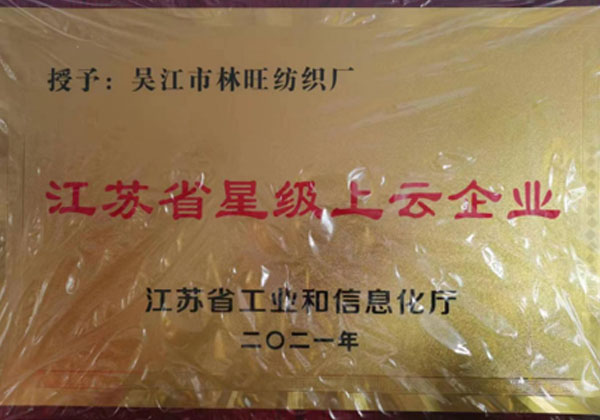 授予：吴江市林旺纺织厂
江苏省星级上云企业
江苏省工业和信息化厅
二〇二一年